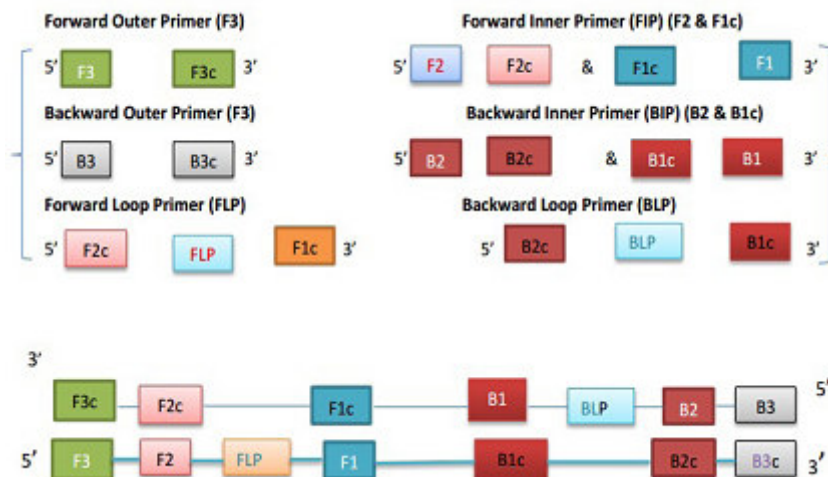 Forward Outer Primer (F3)
5' F3 F3c 3'
Backward Outer Primer (F3)
5' B3 B3c 3'
Forward Loop Primer (FLP)
5' F2c FLP F1c 3'
Forward Inner Primer (FIP) (F2 & F1c)
5' F2 F2c & F1c F1 3'
Backward Inner Primer (BIP) (B2 & B1c)
5' B2 B2c & B1c B1 3'
Backward Loop Primer (BLP)
5' B2c BLP B1c 3'
3'
F3c F2c F1c B1 BLP B2 B3 5'
5' F3 F2 FLP F1 B1c B2c B3c 3'